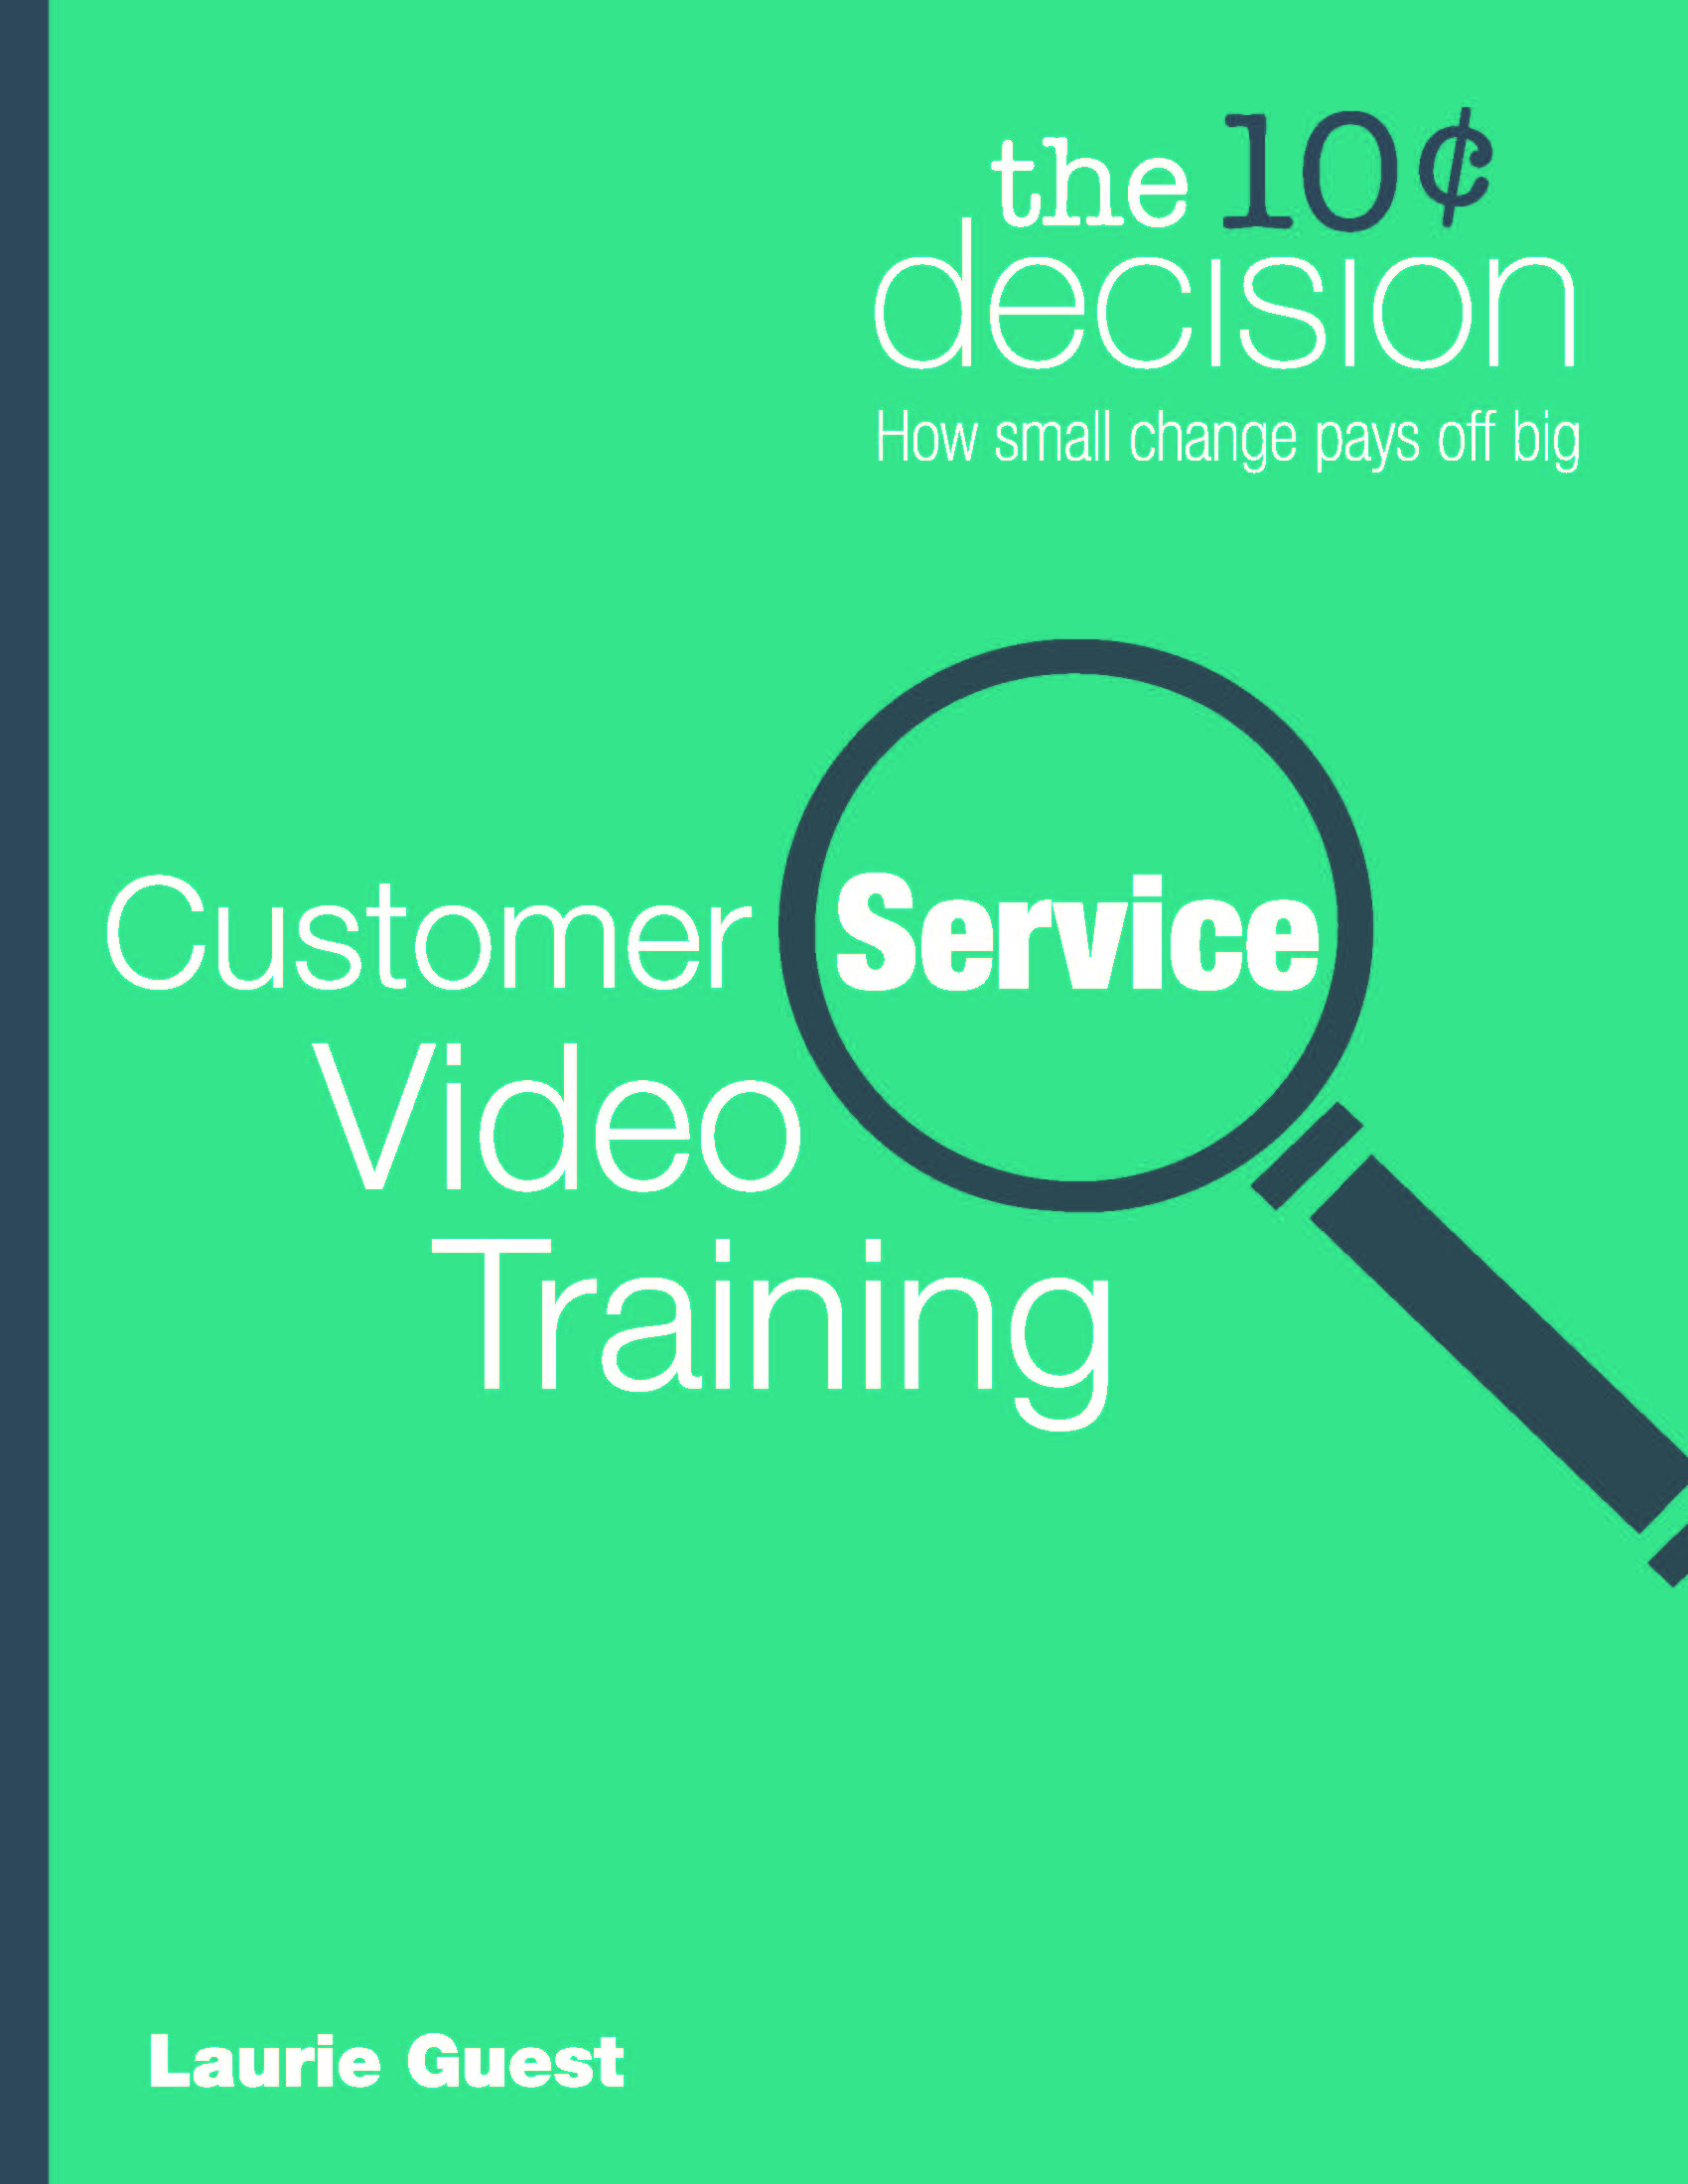 the 10¢
decision
How small change pays off big
Customer Service
Video
Training
Laurie Guest